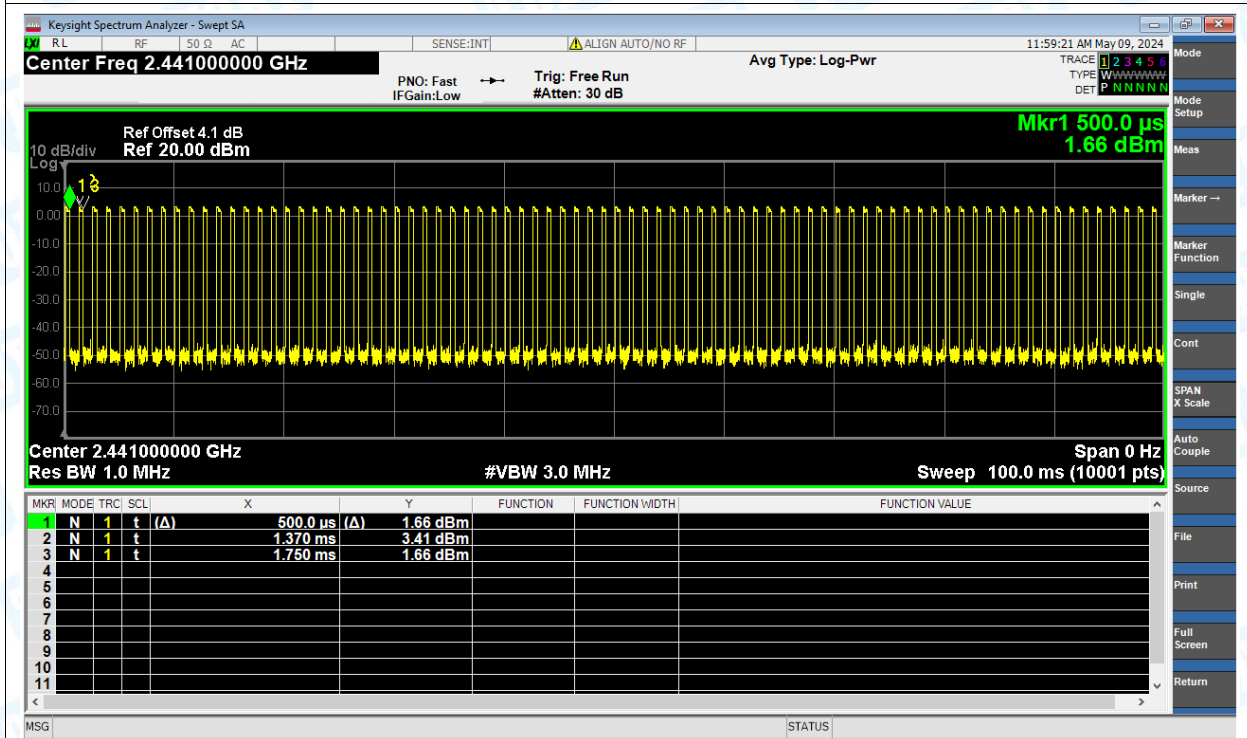 Keysight Spectrum Analyzer - Swept SA
LXI RL RF 50 Ω AC SENSE:INT ALIGN AUTO/NO RF 11:59:21 AM May 09, 2024
Center Freq 2.441000000 GHz
PNO: Fast
IFGain:Low
Trig: Free Run
#Atten: 30 dB
Avg Type: Log-Pwr
TRACE 1 2 3 4 5 6
TYPE WWWWWW
DET P N N N N N
Ref Offset 4.1 dB
10 dB/div Ref 20.00 dBm
Log
Mkr1 500.0 µs
1.66 dBm
10.0
0.00
-10.0
-20.0
-30.0
-40.0
-50.0
-60.0
-70.0
1
Center 2.441000000 GHz Span 0 Hz
Res BW 1.0 MHz #VBW 3.0 MHz Sweep 100.0 ms (10001 pts)
MKR MODE TRC SCL X Y FUNCTION FUNCTION WIDTH FUNCTION VALUE
1 N 1 t (Δ) 500.0 µs (Δ) 1.66 dBm
2 N 1 t 1.370 ms 3.41 dBm
3 N 1 t 1.750 ms 1.66 dBm
4
5
6
7
8
9
10
11
MSG STATUS
Mode
Mode
Setup
Meas
Marker →
Marker
Function
Single
Cont
SPAN
X Scale
Auto
Couple
Source
File
Print
Full
Screen
Return